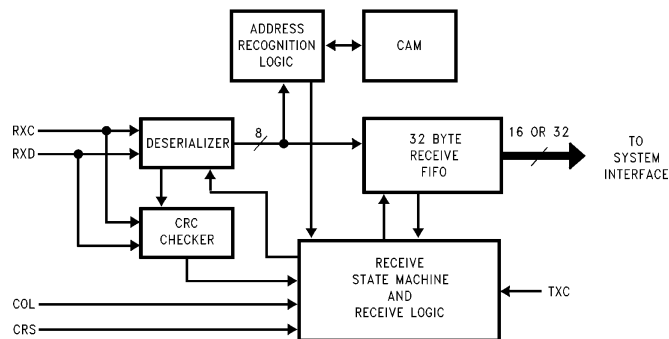 ADDRESS
RECOGNITION
LOGIC
CAM
RXC
RXD
DESERIALIZER
8
32 BYTE
RECEIVE
FIFO
16 OR 32
TO
SYSTEM
INTERFACE
CRC
CHECKER
RECEIVE
STATE MACHINE
AND
RECEIVE LOGIC
TXC
COL
CRS